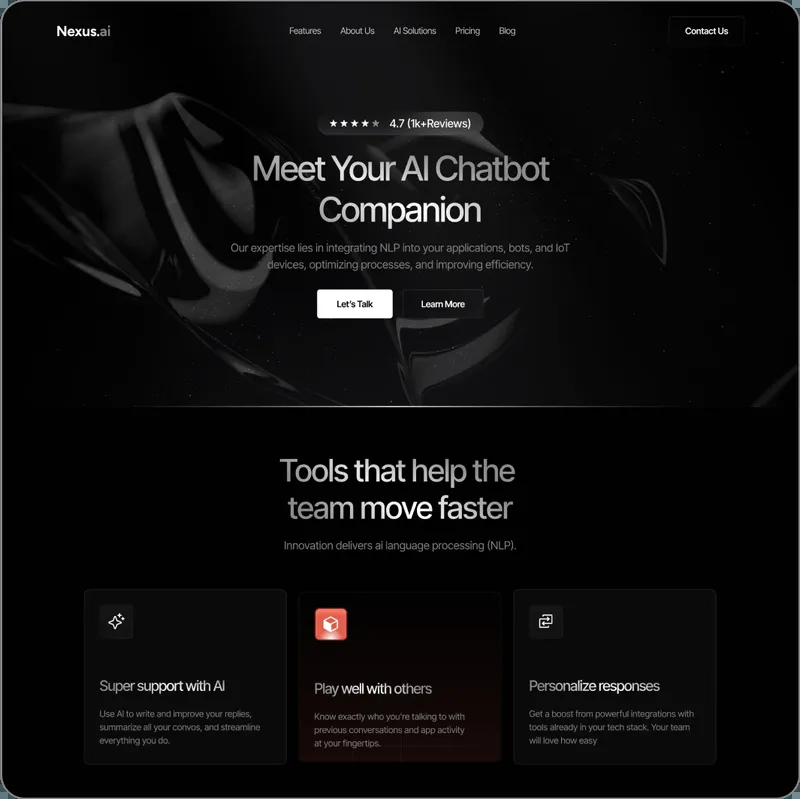 Nexus.ai
Features
About Us
AI Solutions
Pricing
Blog
Contact Us
4.7 (1k+Reviews)
Meet Your AI Chatbot
Companion
Our expertise lies in integrating NLP into your applications, bots, and IoT
devices, optimizing processes, and improving efficiency.
Let's Talk
Learn More
Tools that help the
team move faster
Innovation delivers ai language processing (NLP).
Super support with AI
Use AI to write and improve your replies,
summarize all your convos, and streamline
everything you do.
Play well with others
Know exactly who you're talking to with
previous conversations and app activity
at your fingertips.
Personalize responses
Get a boost from powerful integrations with
tools already in your tech stack. Your team
will love how easy